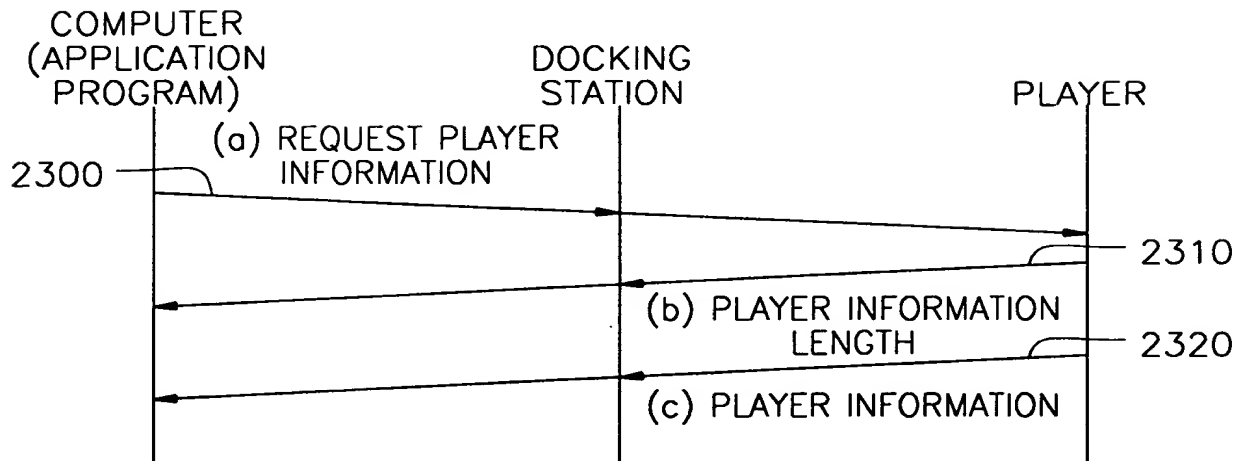 COMPUTER
(APPLICATION
PROGRAM)
DOCKING
STATION
PLAYER
(a) REQUEST PLAYER
INFORMATION
2300
2310
(b) PLAYER INFORMATION
LENGTH
2320
(c) PLAYER INFORMATION